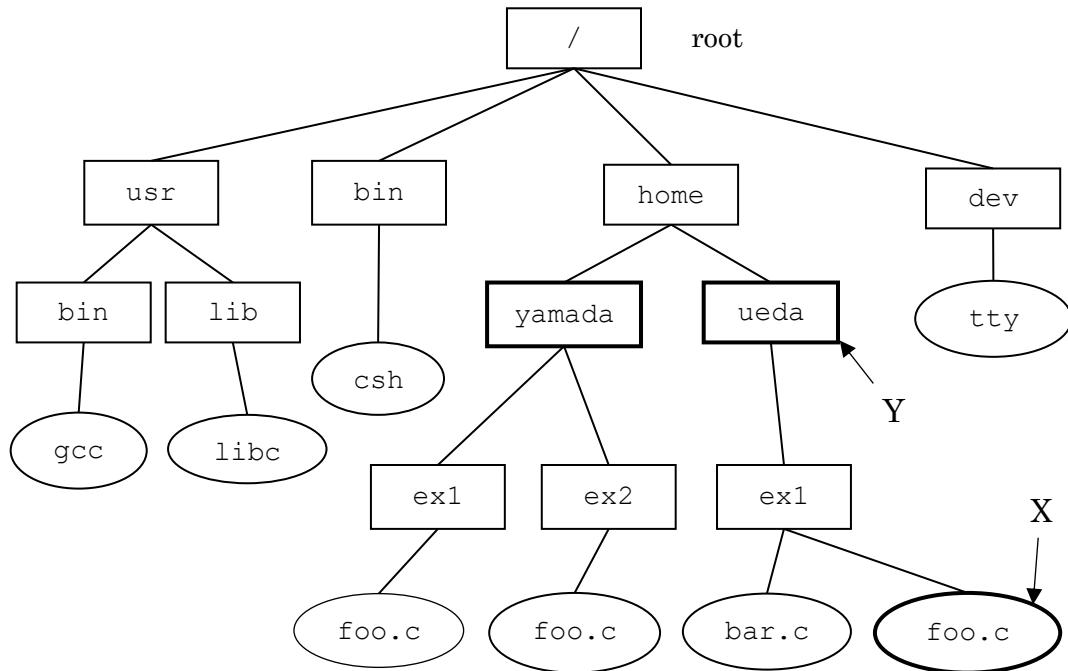 / root
usr bin home dev
bin lib yamada ueda tty
csh
Y
gcc libc
ex1 ex2 ex1
X
foo.c foo.c bar.c foo.c